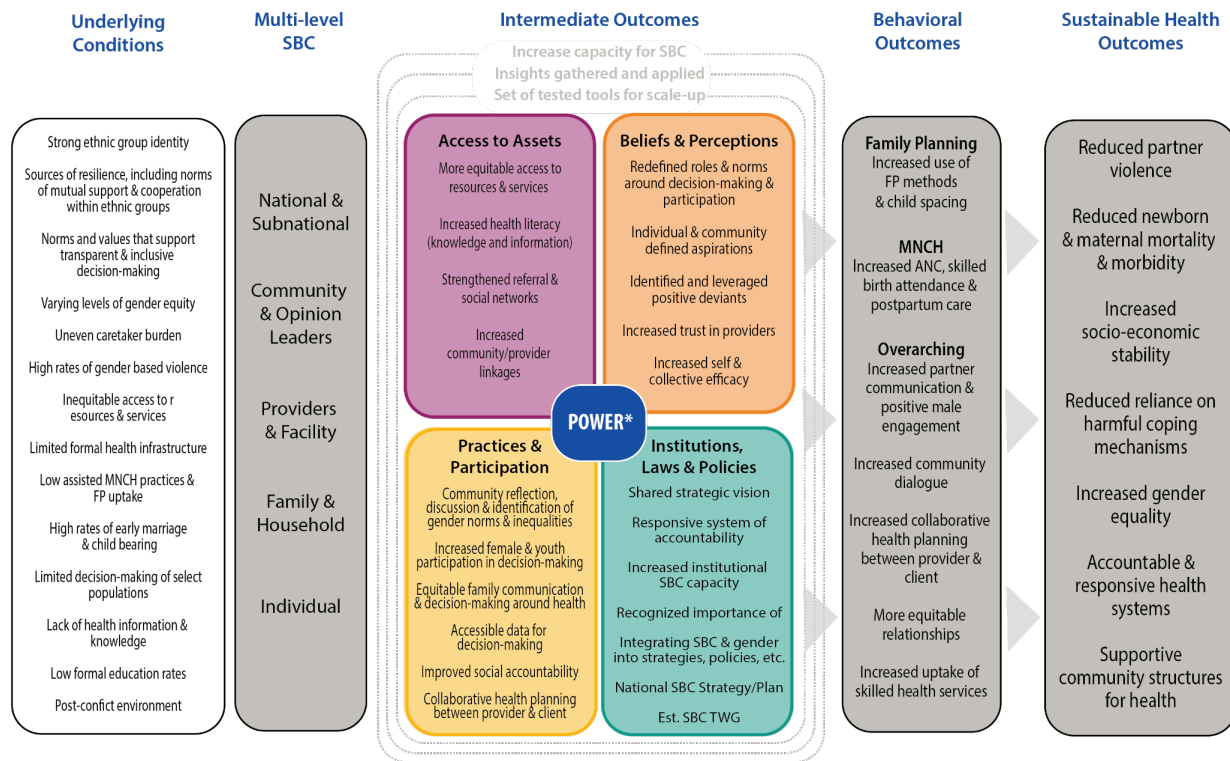 Underlying
Conditions
Multi-level
SBC
Intermediate Outcomes
Behavioral
Outcomes
Sustainable Health
Outcomes
Increase capacity for SBC
Insights gathered and applied
Set of tested tools for scale-up
Strong ethnic group identity
Sources of resilience, including norms
of mutual support & cooperation
within ethnic groups
Norms and values that support
transparent & inclusive
decision-making
Varying levels of gender equity
Uneven caretaker burden
High rates of gender based violence
Inequitable access to r
esources & services
Limited formal health infrastructure
Low assisted MNCH practices &
FP uptake
High rates of early marriage
& child bearing
Limited decision-making of select
populations
Lack of health information &
knowledge
Low formal education rates
Post-confict environment
National &
Subnational
Community
& Opinion
Leaders
Providers
& Facility
Family &
Household
Individual
Access to Assets
More equitable access to
resources & services
Increased health literacy
(knowledge and information)
Strengthened referral &
social networks
Increased
community/provider
linkages
Beliefs & Perceptions
Redefined roles & norms
around decision-making &
participation
Individual & community
defined aspirations
Identified and leveraged
positive deviants
Increased trust in providers
Increased self &
collective efficacy
POWER*
Practices &
Participation
Community reflection,
discussion & identification of
gender norms & inequalities
Increased female & youth
participation in decision-making
Equitable family communication
& decision-making around health
Accessible data for
decision-making
Improved social accountability
Collaborative health planning
between provider & client
Institutions,
Laws & Policies
Shared strategic vision
Responsive system of
accountability
Increased institutional
SBC capacity
Recognized importance of
Integrating SBC & gender
into strategies, policies, etc.
National SBC Strategy/Plan
Est. SBC TWG
Family Planning
Increased use of
FP methods
& child spacing
MNCH
Increased ANC, skilled
birth attendance &
postpartum care
Overarching
Increased partner
communication &
positive male
engagement
Increased community
dialogue
Increased collaborative
health planning
between provider &
client
More equitable
relationships
Increased uptake of
skilled health services
Reduced partner
violence
Reduced newborn
& maternal mortality
& morbidity
Increased
socio-economic
stability
Reduced reliance on
harmful coping
mechanisms
Increased gender
equality
Accountable &
responsive health
systems
Supportive
community structures
for health